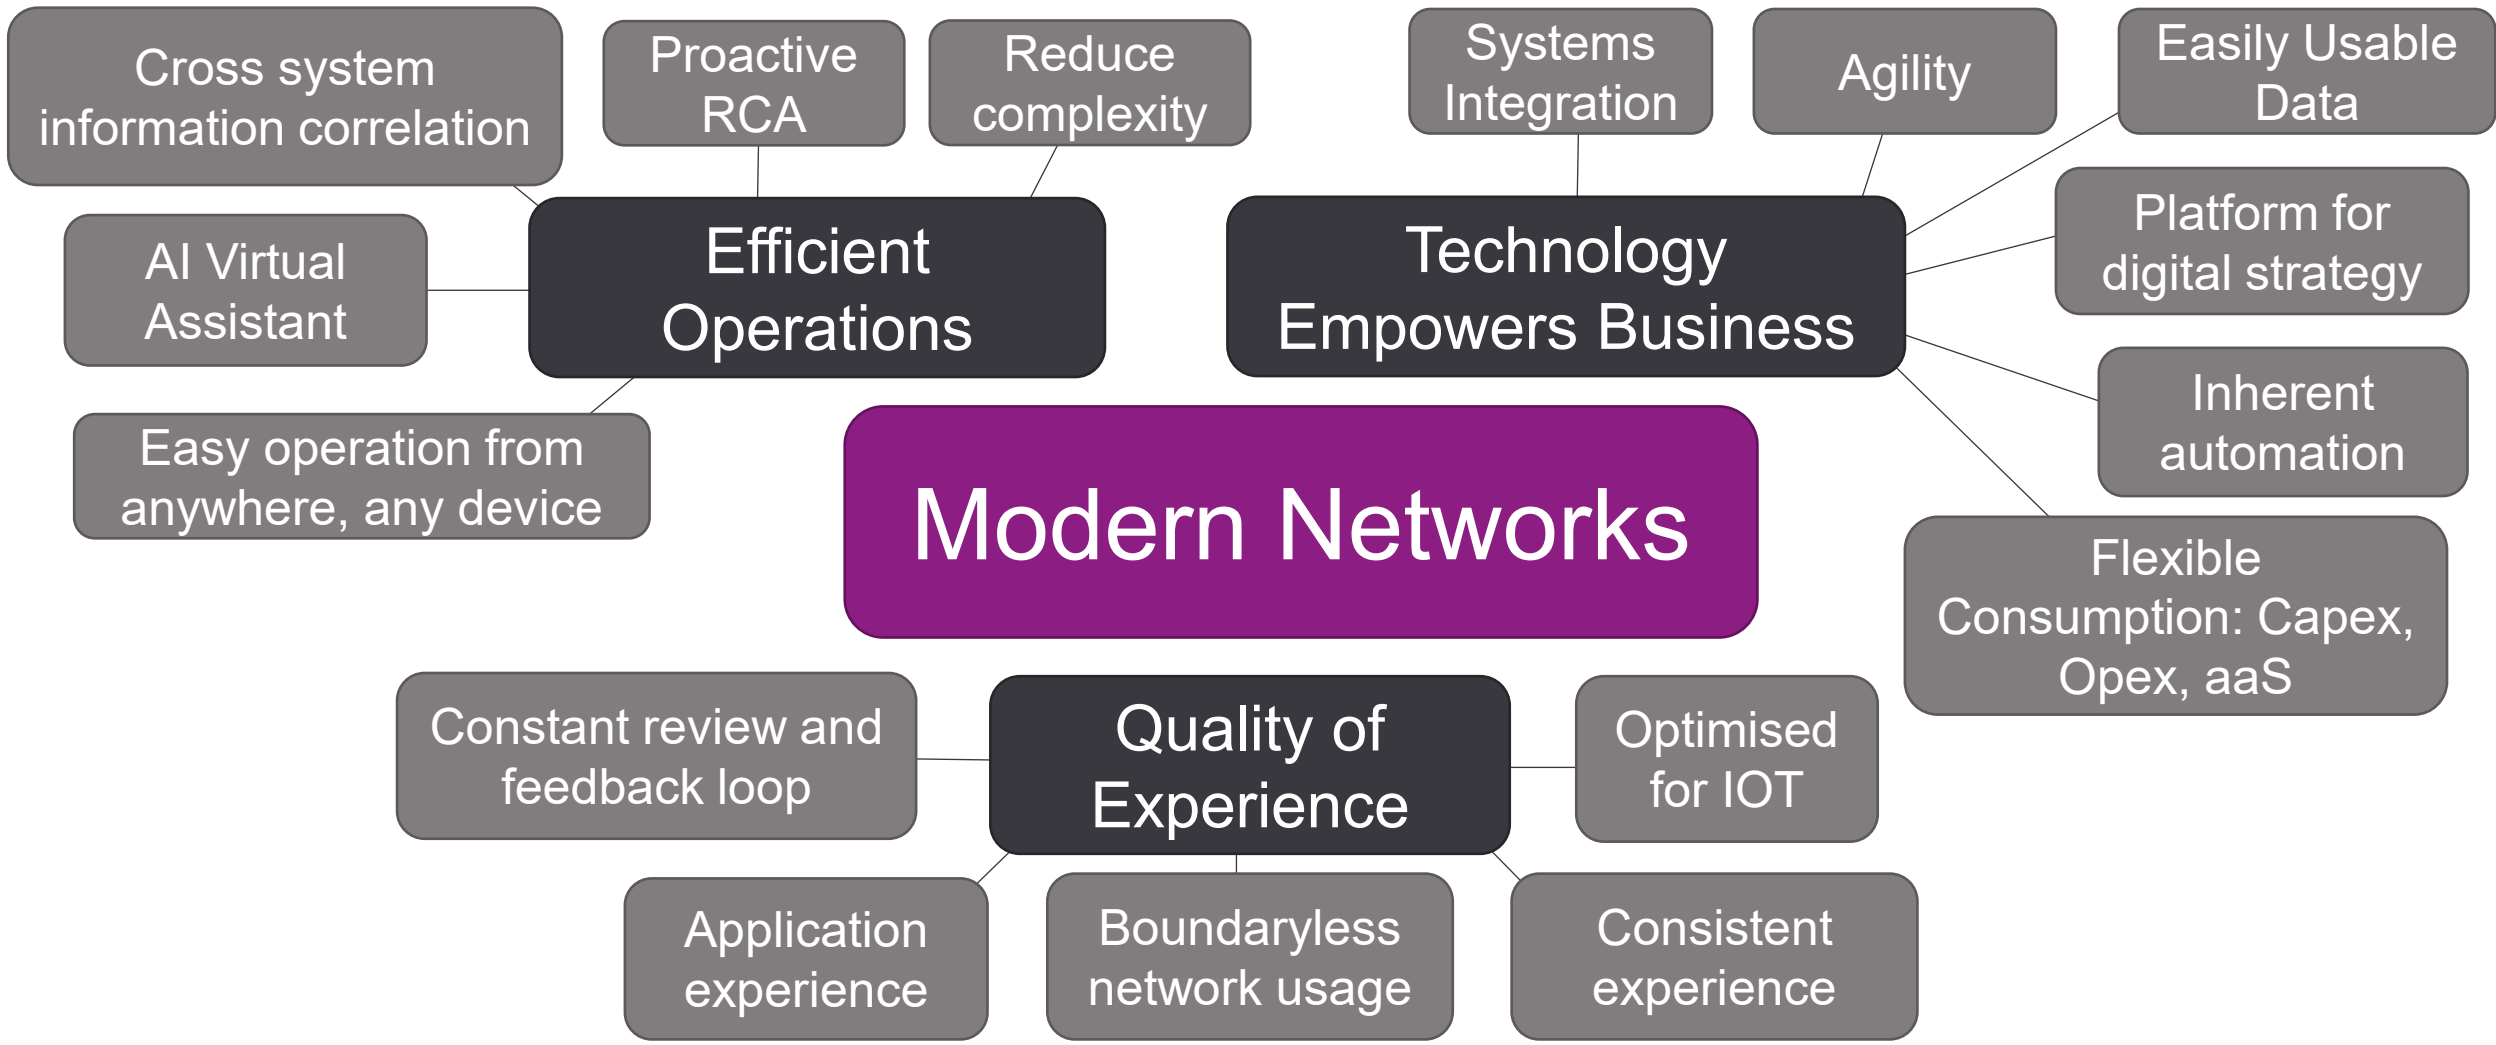 Cross system
information correlation
Proactive
RCA
Reduce
complexity
Systems
Integration
Agility
Easily Usable
Data
AI Virtual
Assistant
Efficient
Operations
Technology
Empowers Business
Platform for
digital strategy
Easy operation from
anywhere, any device
Inherent
automation
Modern Networks
Flexible
Consumption: Capex,
Opex, aaS
Constant review and
feedback loop
Quality of
Experience
Optimised
for IOT
Application
experience
Boundaryless
network usage
Consistent
experience